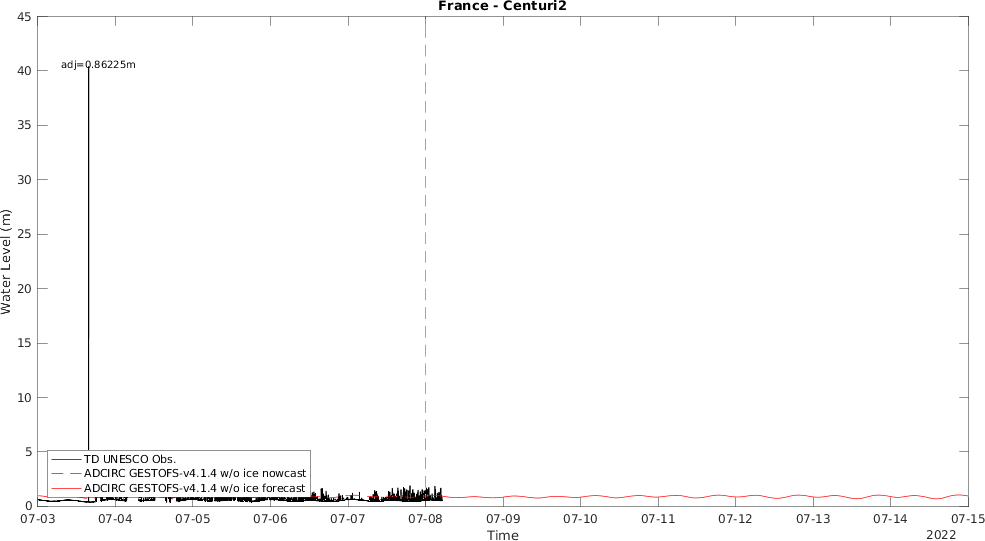 France - Centuri2
45
40
35
30
25
20
15
10
5
0
Water Level (m)
adj=0.86225m
TD UNESCO Obs.
ADCIRC GESTOFS-v4.1.4 w/o ice nowcast
ADCIRC GESTOFS-v4.1.4 w/o ice forecast
07-03 07-04 07-05 07-06 07-07 07-08 07-09 07-10 07-11 07-12 07-13 07-14 07-15
Time
2022